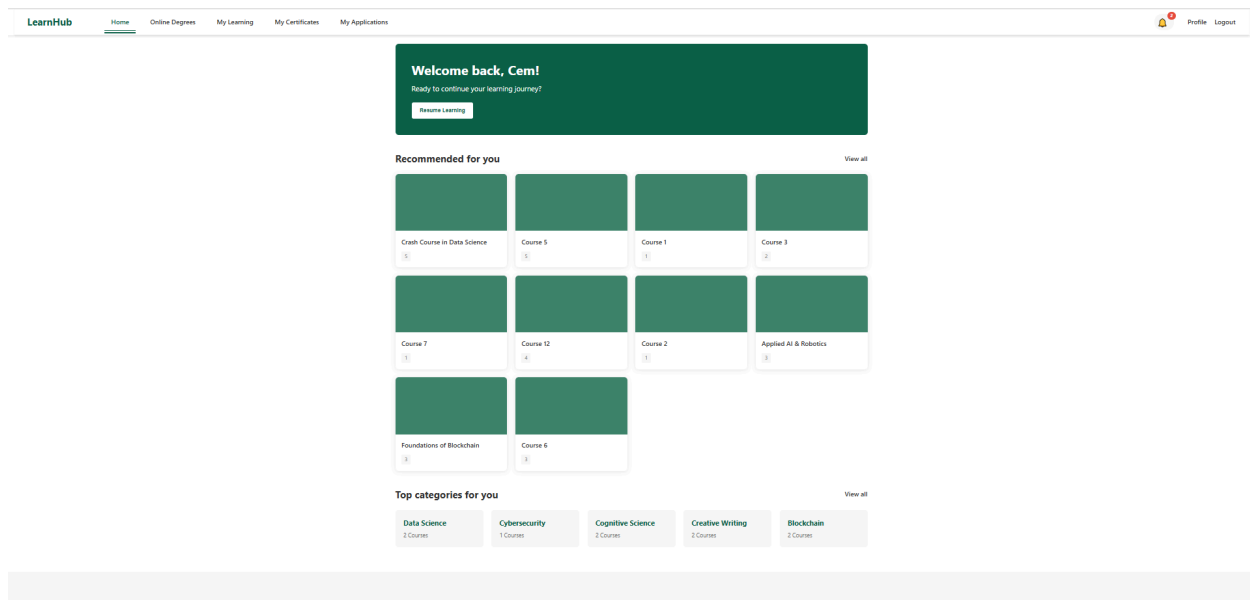 LearnHub Home Online Degrees My Learning My Certificates My Applications 2 Profile Logout
Welcome back, Cem!
Ready to continue your learning journey?
Resume Learning
Recommended for you View all
Crash Course in Data Science Course 5 Course 1 Course 3
5 5 1 2
Course 7 Course 12 Course 2 Applied AI & Robotics
1 4 1 3
Foundations of Blockchain Course 6
3 3
Top categories for you View all
Data Science Cybersecurity Cognitive Science Creative Writing Blockchain
2 Courses 1 Courses 2 Courses 2 Courses 2 Courses